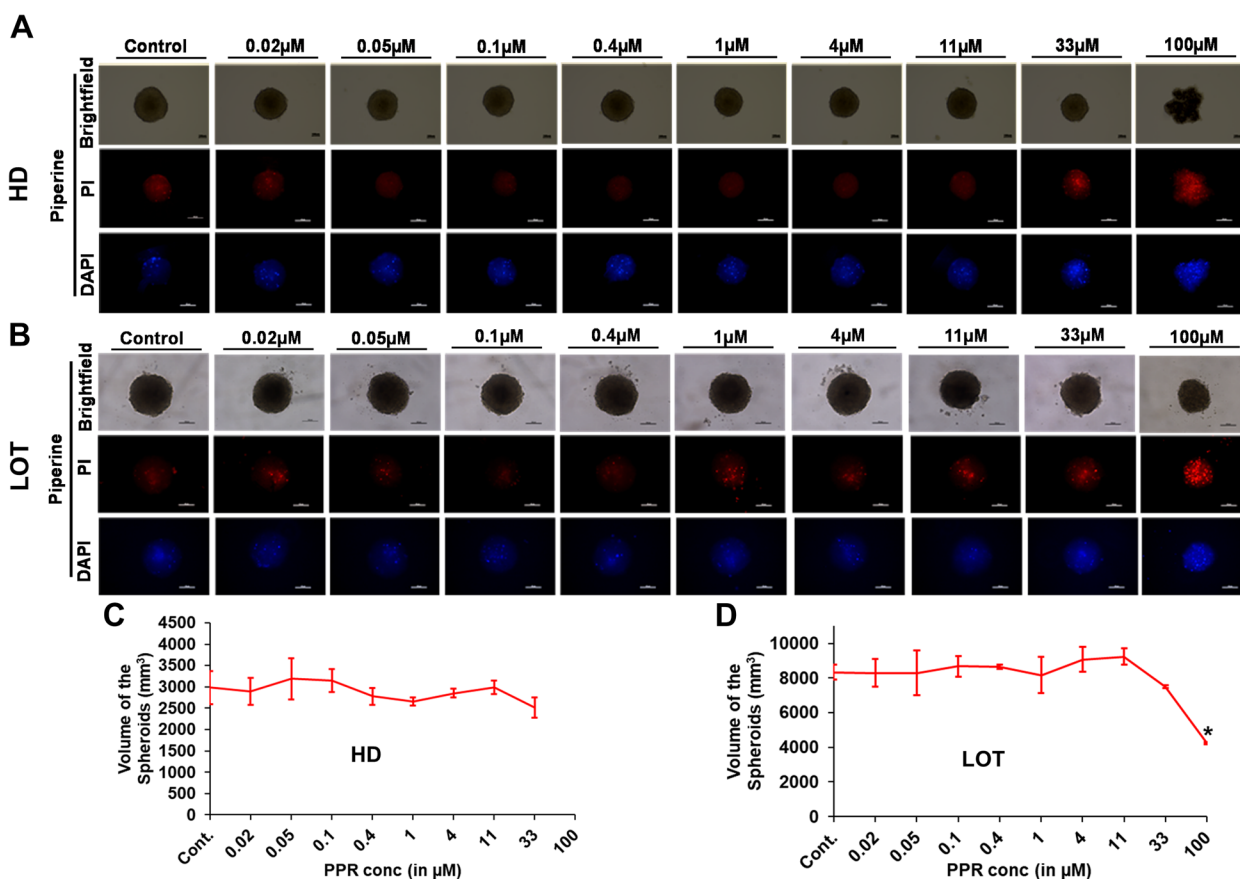 A
Control 0.02µM 0.05µM 0.1µM 0.4µM 1µM 4µM 11µM 33µM 100µM
HD
Piperine
Brightfield
PI
DAPI
B
Control 0.02µM 0.05µM 0.1µM 0.4µM 1µM 4µM 11µM 33µM 100µM
LOT
Piperine
Brightfield
PI
DAPI
C
Volume of the
Spheroids (mm³)
4500
4000
3500
3000
2500
2000
1500
1000
500
0
HD
Cont. 0.02 0.05 0.1 0.4 1 4 11 33 100
PPR conc (in µM)
D
Volume of the
Spheroids (mm³)
10000
8000
6000
4000
2000
0
*
LOT
Cont. 0.02 0.05 0.1 0.4 1 4 11 33 100
PPR conc (in µM)